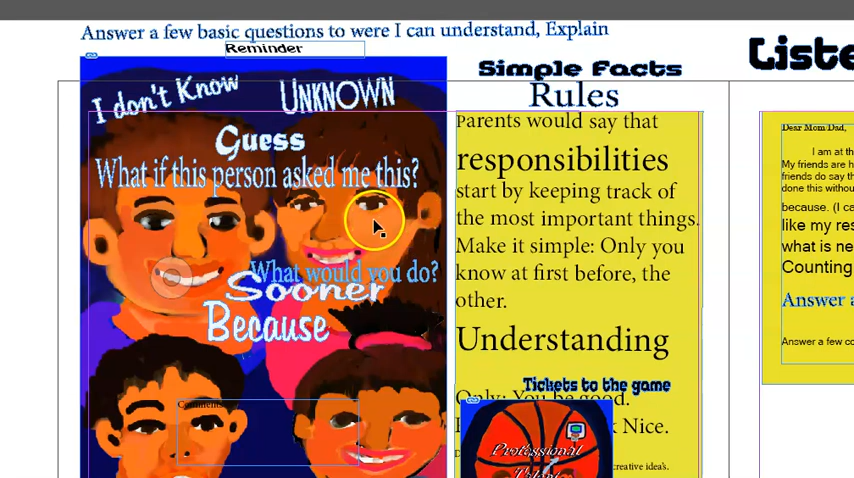 Answer a few basic questions to were I can understand, Explain
Reminder
I don't Know
UNKNOWN
Guess
What if this person asked me this?
What would you do?
Sooner
Because
Simple Facts
Rules
Parents would say that
responsibilities
start by keeping track of
the most important things.
Make it simple: Only you
know at first before, the
other.
Understanding
Tickets to the game
Only: You be good.
k Nice.
Professional
Talent
creative idea's.
Liste
Dear Mom/Dad,
I am at th
My friends are h
friends do say th
done this withou
because. (I ca
like my res
what is ne
Counting
Answer a
Answer a few co